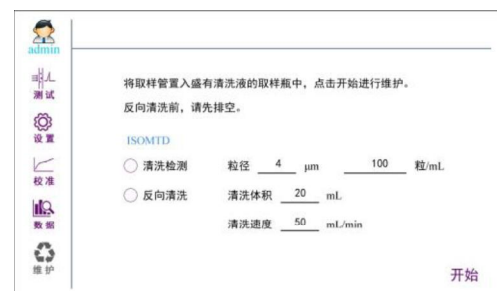 admin
测试
设置
校准
数据
维护
将取样管置入盛有清洗液的取样瓶中，点击开始进行维护。
反向清洗前，请先排空。
ISOMTD
清洗检测 粒径 4 μm 100 粒/mL
反向清洗 清洗体积 20 mL
清洗速度 50 mL/min
开始